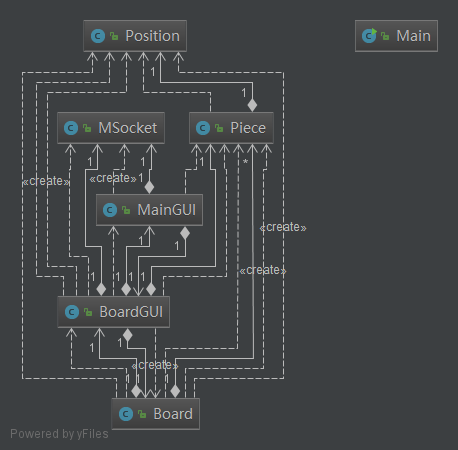 Position
Main
1
1
MSocket
Piece
1
1
«create»
«create»
1
*
MainGUI
1
«create»
1
1
«create»
1
1
1
1
BoardGUI
1
1
«create»
1
1
Board
Powered by yFiles